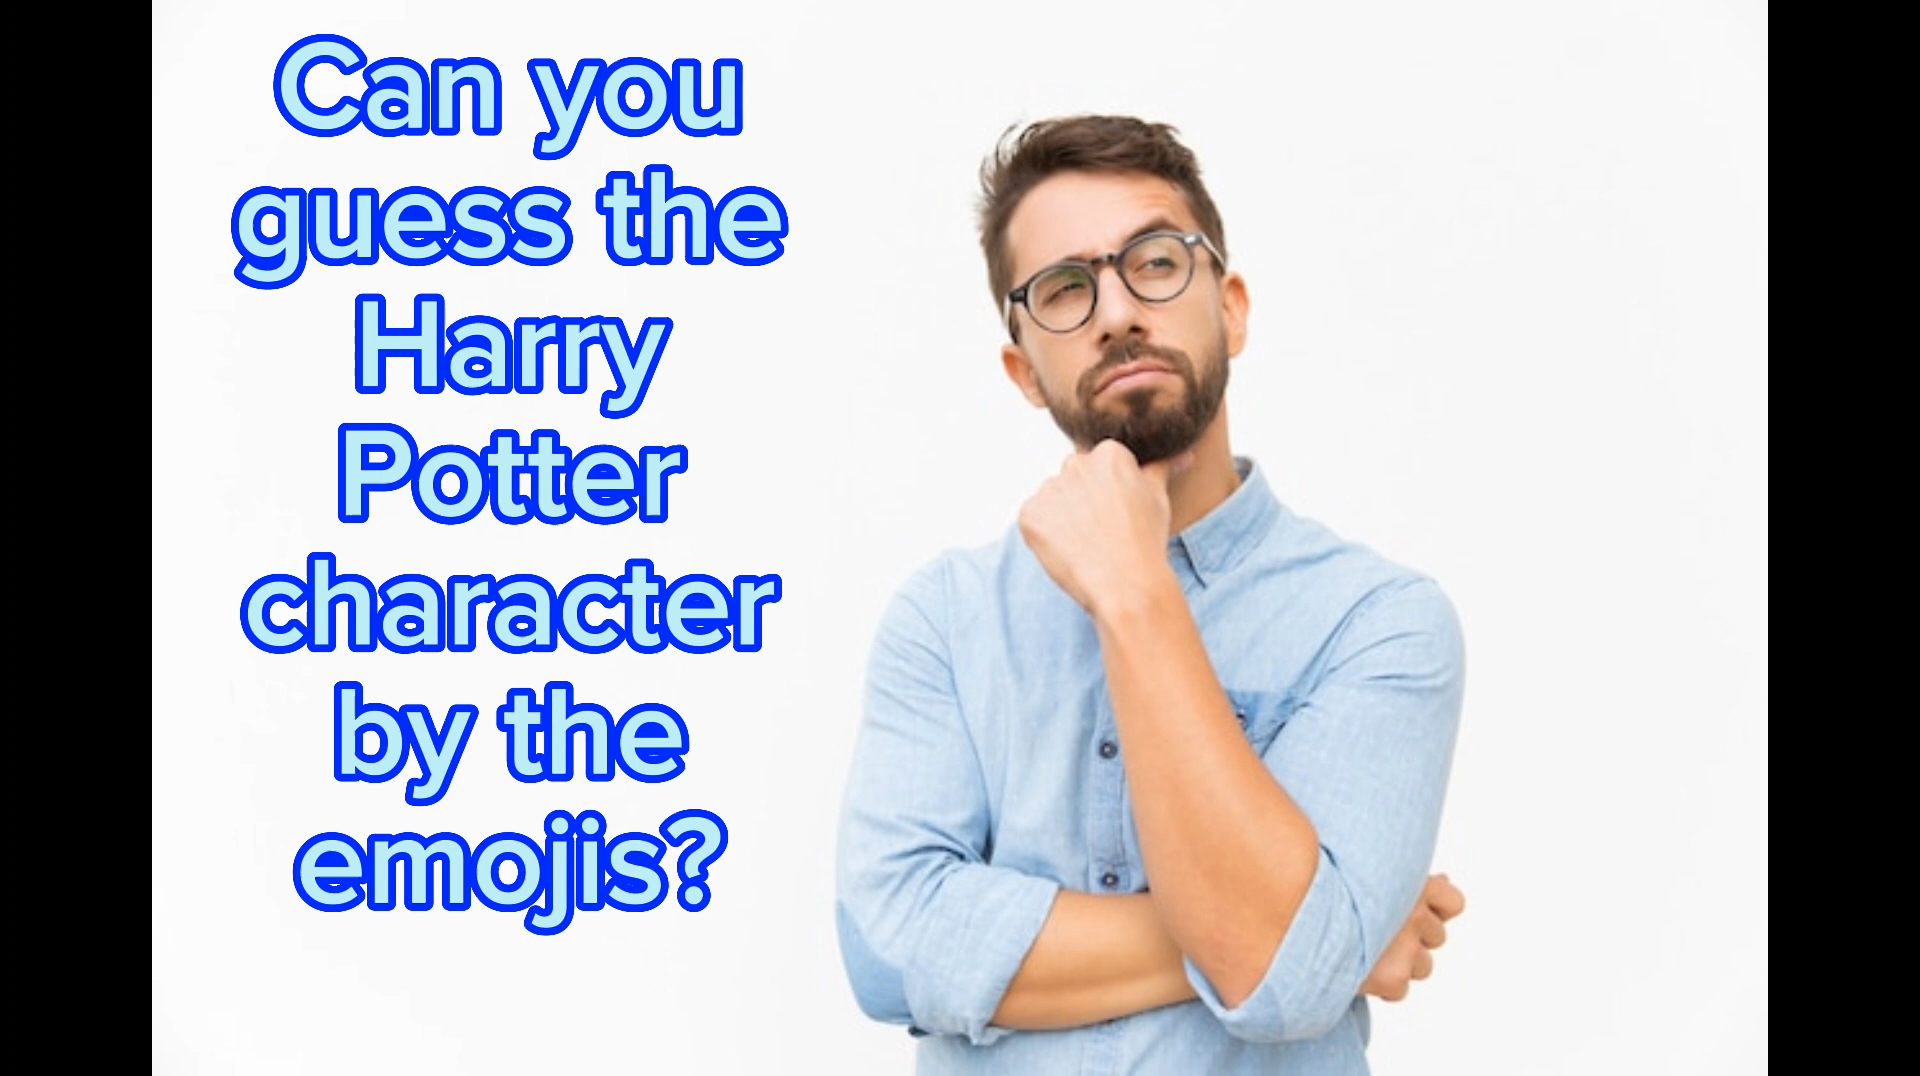 Can you
guess the
Harry
Potter
character
by the
emojis?